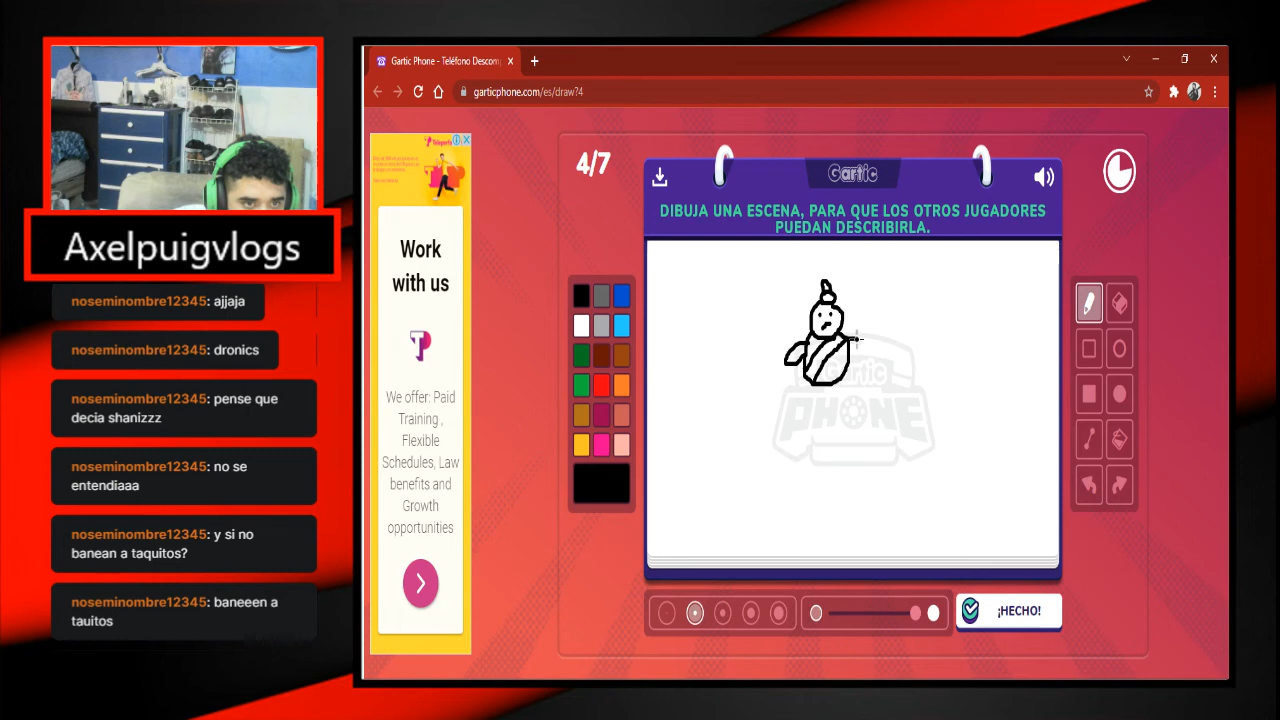 Gartic Phone - Teléfono Descom
garticphone.com/es/draw?4
Axelpuigvlogs
noseminombre12345: ajjaja
noseminombre12345: dronics
noseminombre12345: pense que
decia shanizzz
noseminombre12345: no se
entendiaaa
noseminombre12345: y si no
banean a taquitos?
noseminombre12345: baneeen a
tauitos
Work
with us
We offer: Paid
Training ,
Flexible
Schedules, Law
benefits and
Growth
opportunities
4/7
Gartic
DIBUJA UNA ESCENA, PARA QUE LOS OTROS JUGADORES
PUEDAN DESCRIBIRLA.
Gartic
PHONE
¡HECHO!